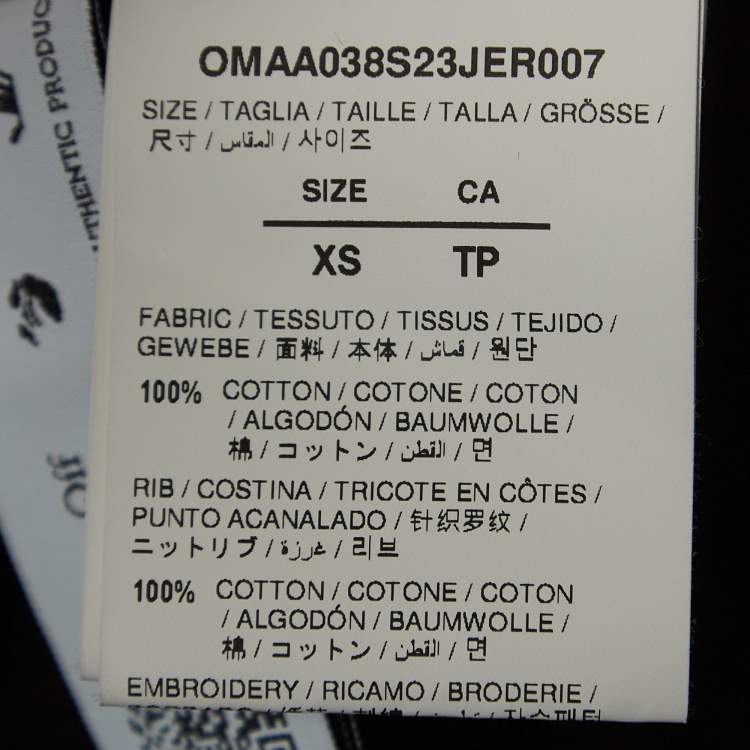 OMAA038S23JER007
SIZE / TAGLIA / TAILLE / TALLA / GRÖSSE /
尺寸 / المقاس / 사이즈
SIZE CA
XS TP
FABRIC / TESSUTO / TISSUS / TEJIDO /
GEWEBE / 面料 / 本体 / قماش / 원단
100% COTTON / COTONE / COTON
/ ALGODÓN / BAUMWOLLE /
棉 / コットン / القطن / 면
RIB / COSTINA / TRICOTE EN CÔTES /
PUNTO ACANALADO / 针织罗纹 /
ニットリブ / غرزة / 리브
100% COTTON / COTONE / COTON
/ ALGODÓN / BAUMWOLLE /
棉 / コットン / القطن / 면
EMBROIDERY / RICAMO / BRODERIE /
THENTIC PRODUC
Off